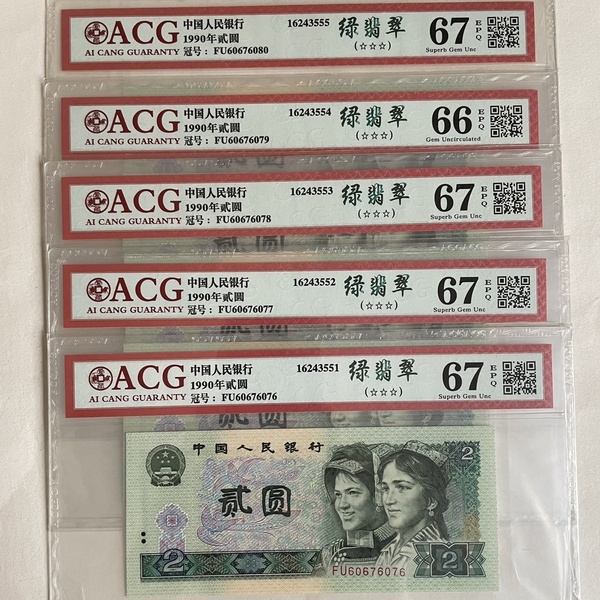 ACG
AI CANG GUARANTY
中国人民银行
1990年贰圆
冠号：FU60676080
16243555
绿翡翠
(☆☆☆)
67
EPQ
Superb Gem Unc
ACG
AI CANG GUARANTY
中国人民银行
1990年贰圆
冠号：FU60676079
16243554
绿翡翠
(☆☆☆)
66
EPQ
Gem Uncirculated
ACG
AI CANG GUARANTY
中国人民银行
1990年贰圆
冠号：FU60676078
16243553
绿翡翠
(☆☆☆)
67
EPQ
Superb Gem Unc
贰圆
ACG
AI CANG GUARANTY
中国人民银行
1990年贰圆
冠号：FU60676077
16243552
绿翡翠
(☆☆☆)
67
EPQ
Superb Gem Unc
ACG
AI CANG GUARANTY
中国人民银行
1990年贰圆
冠号：FU60676076
16243551
绿翡翠
(☆☆☆)
67
EPQ
Superb Gem Unc
中国人民银行
2
贰圆
FU60676076
2
2